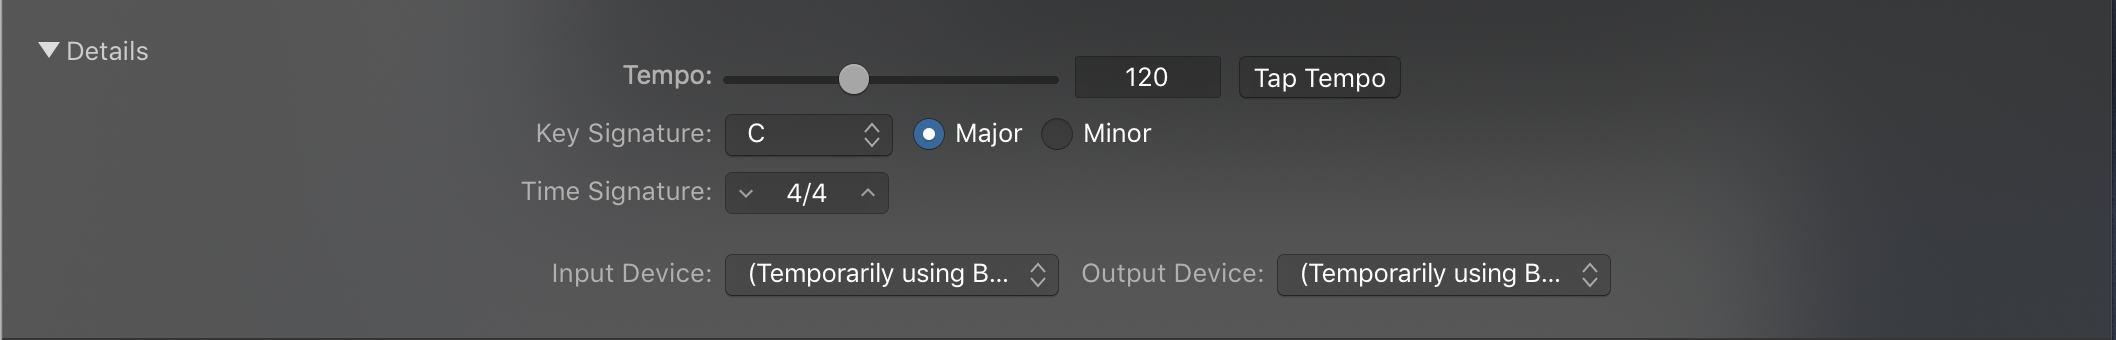 Details
Tempo: 120 Tap Tempo
Key Signature: C Major Minor
Time Signature: 4/4
Input Device: (Temporarily using B... Output Device: (Temporarily using B...